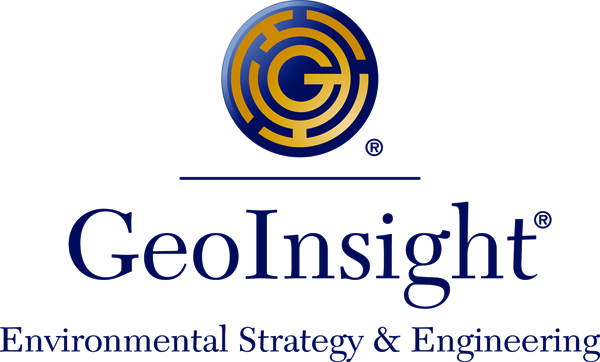 G
®
GeoInsight®
Environmental Strategy & Engineering